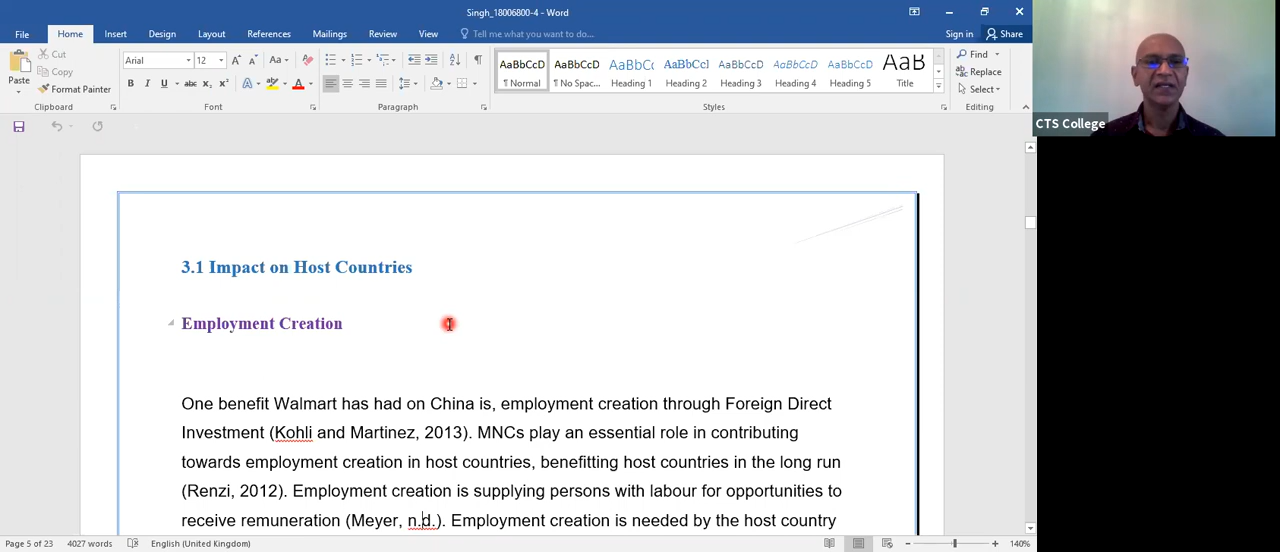 Singh_18006800-4 - Word
File Home Insert Design Layout References Mailings Review View Tell me what you want to do... Sign in Share
Paste Cut Copy Format Painter Clipboard
Arial 12 Aa A A
B I U abc x₂ x² A A Font
Paragraph
AaBbCcD AaBbCcD AaBbCc AaBbCcI AaBbCcD AaBbCcD AaBbCcD AaB
¶ Normal ¶ No Spac... Heading 1 Heading 2 Heading 3 Heading 4 Heading 5 Title
Styles
Find
Replace
Select
Editing
CTS College
3.1 Impact on Host Countries
Employment Creation
One benefit Walmart has had on China is, employment creation through Foreign Direct
Investment (Kohli and Martinez, 2013). MNCs play an essential role in contributing
towards employment creation in host countries, benefitting host countries in the long run
(Renzi, 2012). Employment creation is supplying persons with labour for opportunities to
receive remuneration (Meyer, n.d.). Employment creation is needed by the host country
Page 5 of 23 4027 words English (United Kingdom) 140%